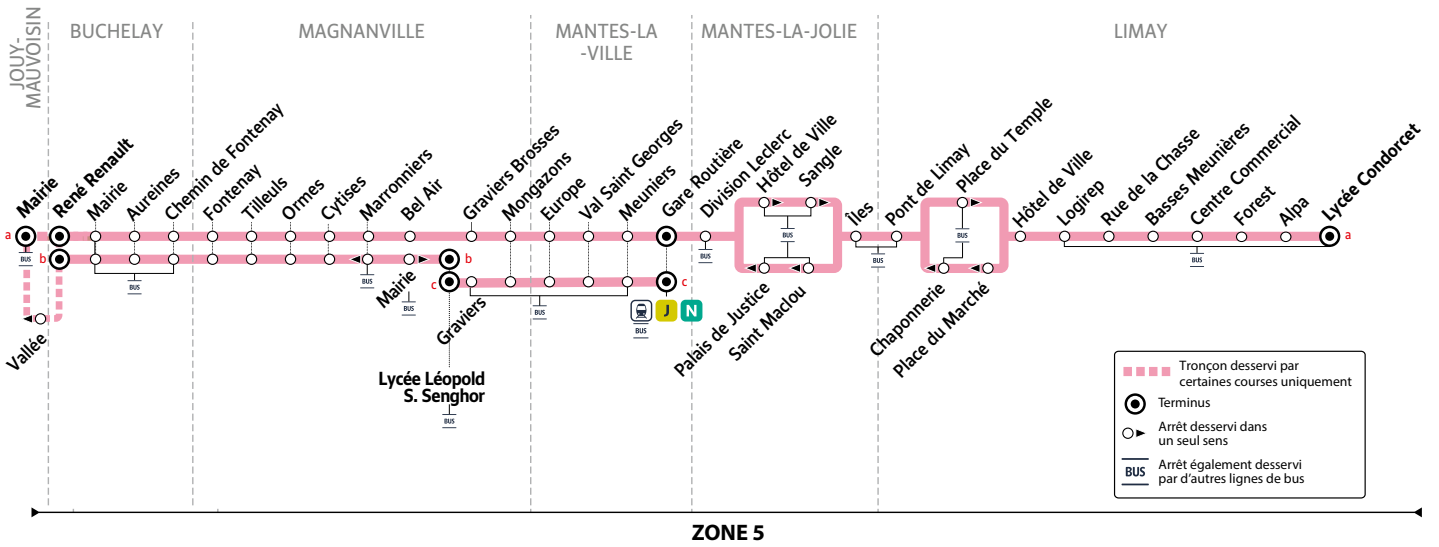 JOUY-
MAUVOISIN
BUCHELAY
MAGNANVILLE
MANTES-LA
-VILLE
MANTES-LA-JOLIE
LIMAY
Mairie
René Renault
Mairie
Aureines
Chemin de Fontenay
Fontenay
Tilleuls
Ormes
Cytises
Marronniers
Bel Air
Graviers Brosses
Mongazons
Europe
Val Saint Georges
Meuniers
Gare Routière
Division Leclerc
Hôtel de Ville
Sangle
Îles
Pont de Limay
Place du Temple
Hôtel de Ville
Logirep
Rue de la Chasse
Basses Meunières
Centre Commercial
Forest
Alpa
Lycée Condorcet
a
a
BUS
BUS
BUS
BUS
BUS
BUS
b
b
BUS
BUS
Mairie
BUS
c
c
Graviers
BUS
J
N
BUS
Vallée
Palais de Justice
Saint Maclou
Chaponnerie
Place du Marché
Lycée Léopold
S. Senghor
BUS
Tronçon desservi par
certaines courses uniquement
Terminus
Arrêt desservi dans
un seul sens
BUS
Arrêt également desservi
par d'autres lignes de bus
ZONE 5